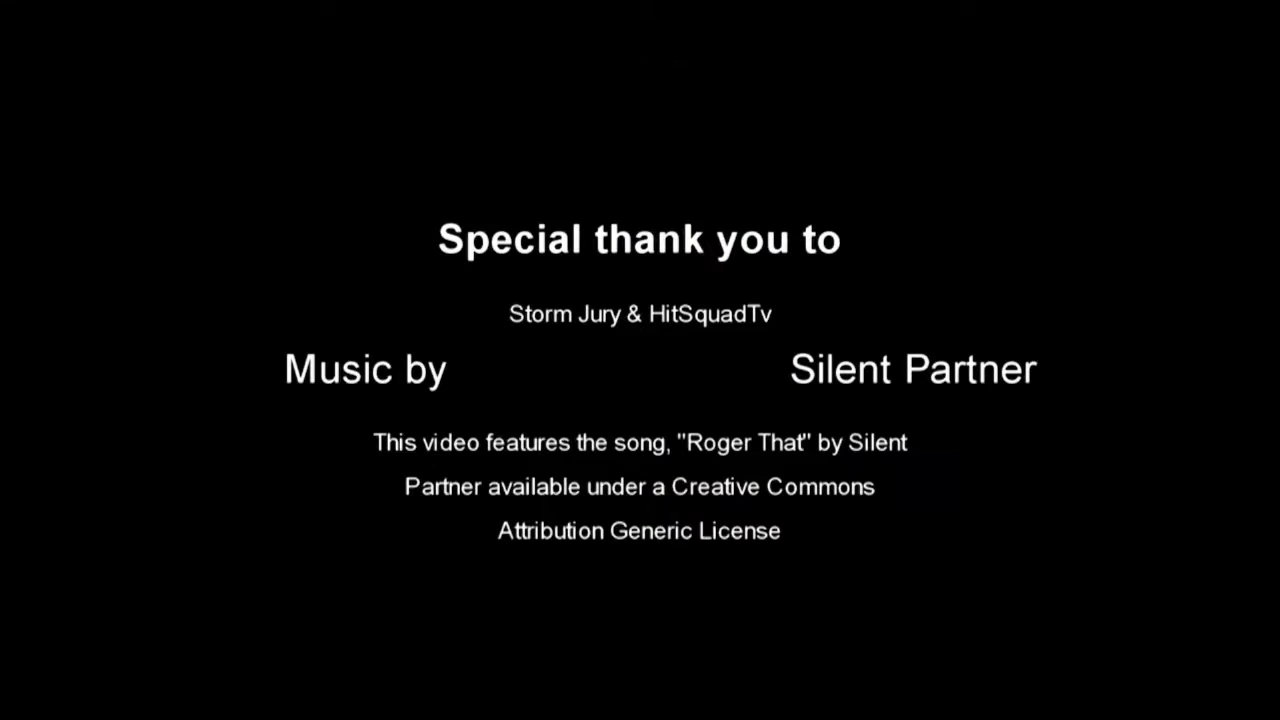 Special thank you to
Storm Jury & HitSquadTv
Music by Silent Partner
This video features the song, "Roger That" by Silent
Partner available under a Creative Commons
Attribution Generic License